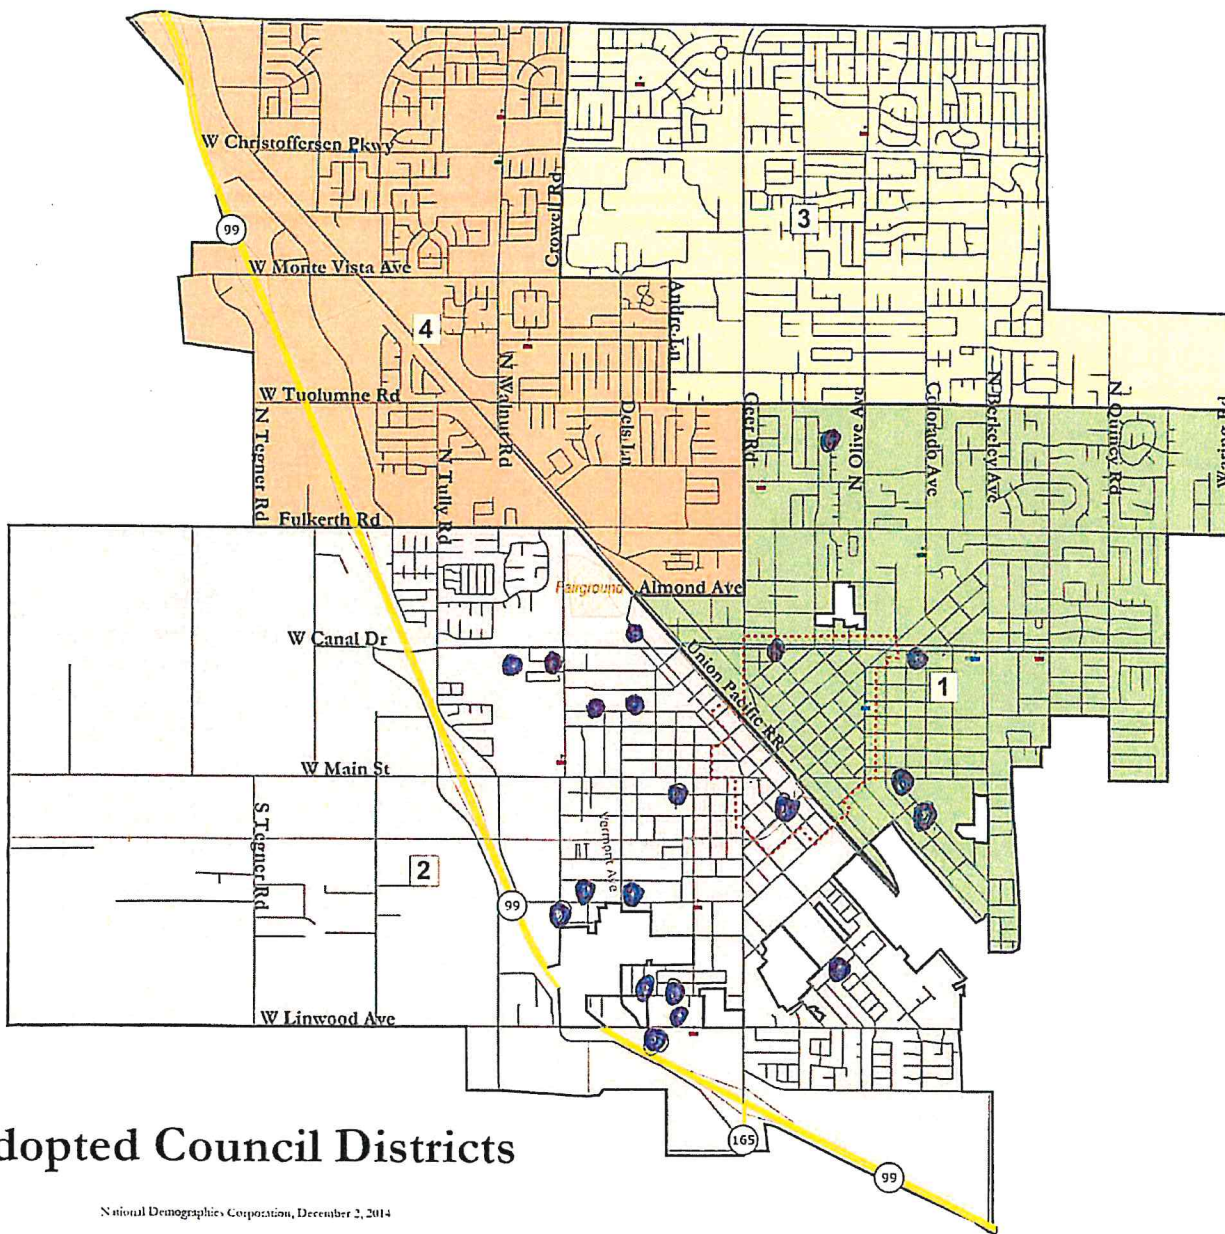 W Christoffersen Pkwy
Crowell Rd
3
99
W Monte Vista Ave
8
Andre Ln
4
N Walnut Rd
W Tuolumne Rd
N Tegner Rd
N Tully Rd
Dels Ln
Geer Rd
N Olive Ave
Colorado Ave
N Berkeley Ave
N Quincy Rd
Fulkerth Rd
Fairground
Almond Ave
W Canal Dr
Union Pacific RR
1
W Main St
S Tegner Rd
Vermont Ave
2
99
W Linwood Ave
dopted Council Districts
165
99
National Demographics Corporation, December 2, 2014